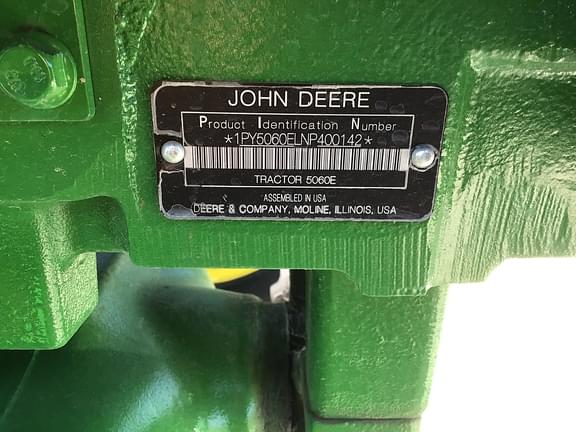 JOHN DEERE
Product Identification Number
*1PY5060ELNP400142*
TRACTOR 5060E
ASSEMBLED IN USA
DEERE & COMPANY, MOLINE, ILLINOIS, USA